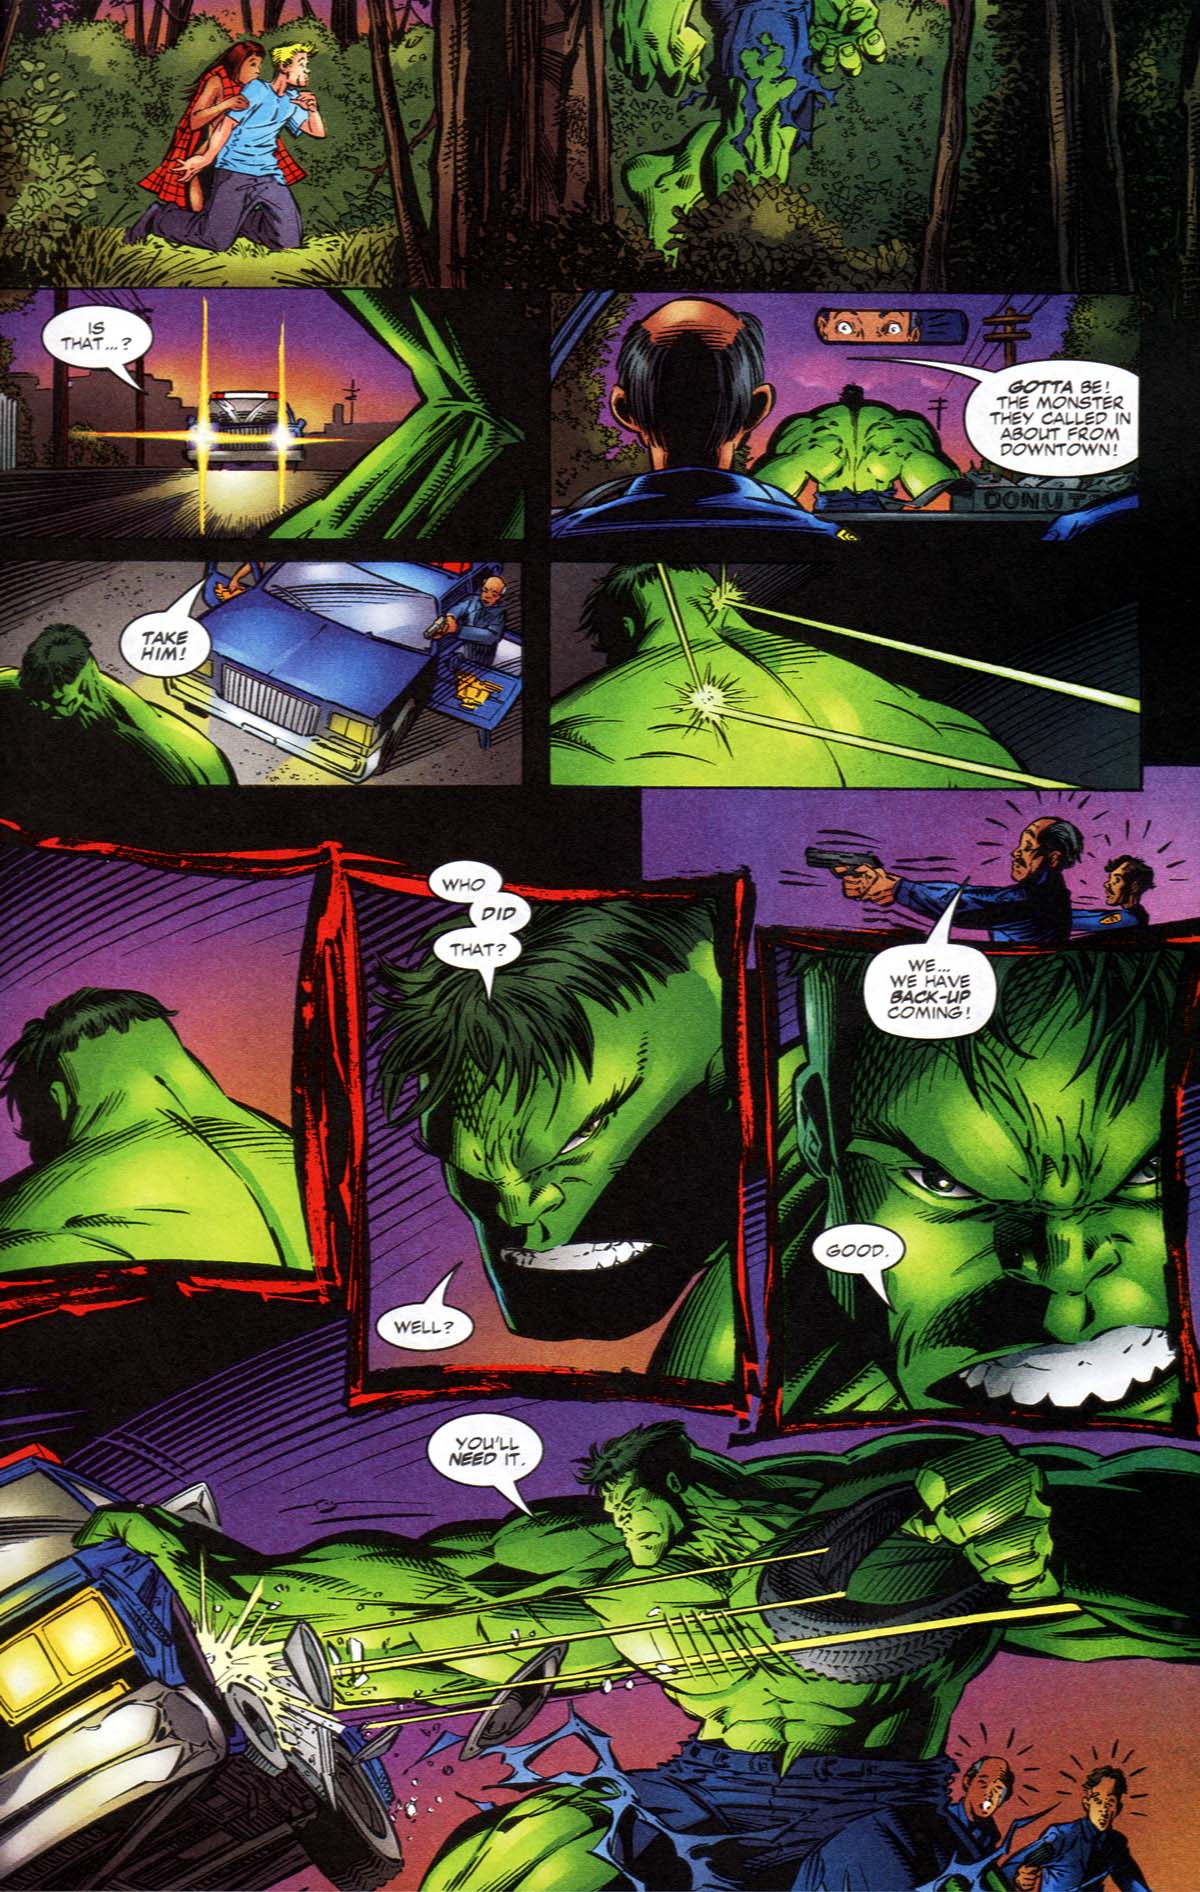 IS
THAT...?
GOTTA BE!
THE MONSTER
THEY CALLED IN
ABOUT FROM
DOWNTOWN!
DONUTS
TAKE
HIM!
WHO
DID
THAT?
WELL?
WE...
WE HAVE
BACK-UP
COMING!
GOOD.
YOU'LL
NEED IT.